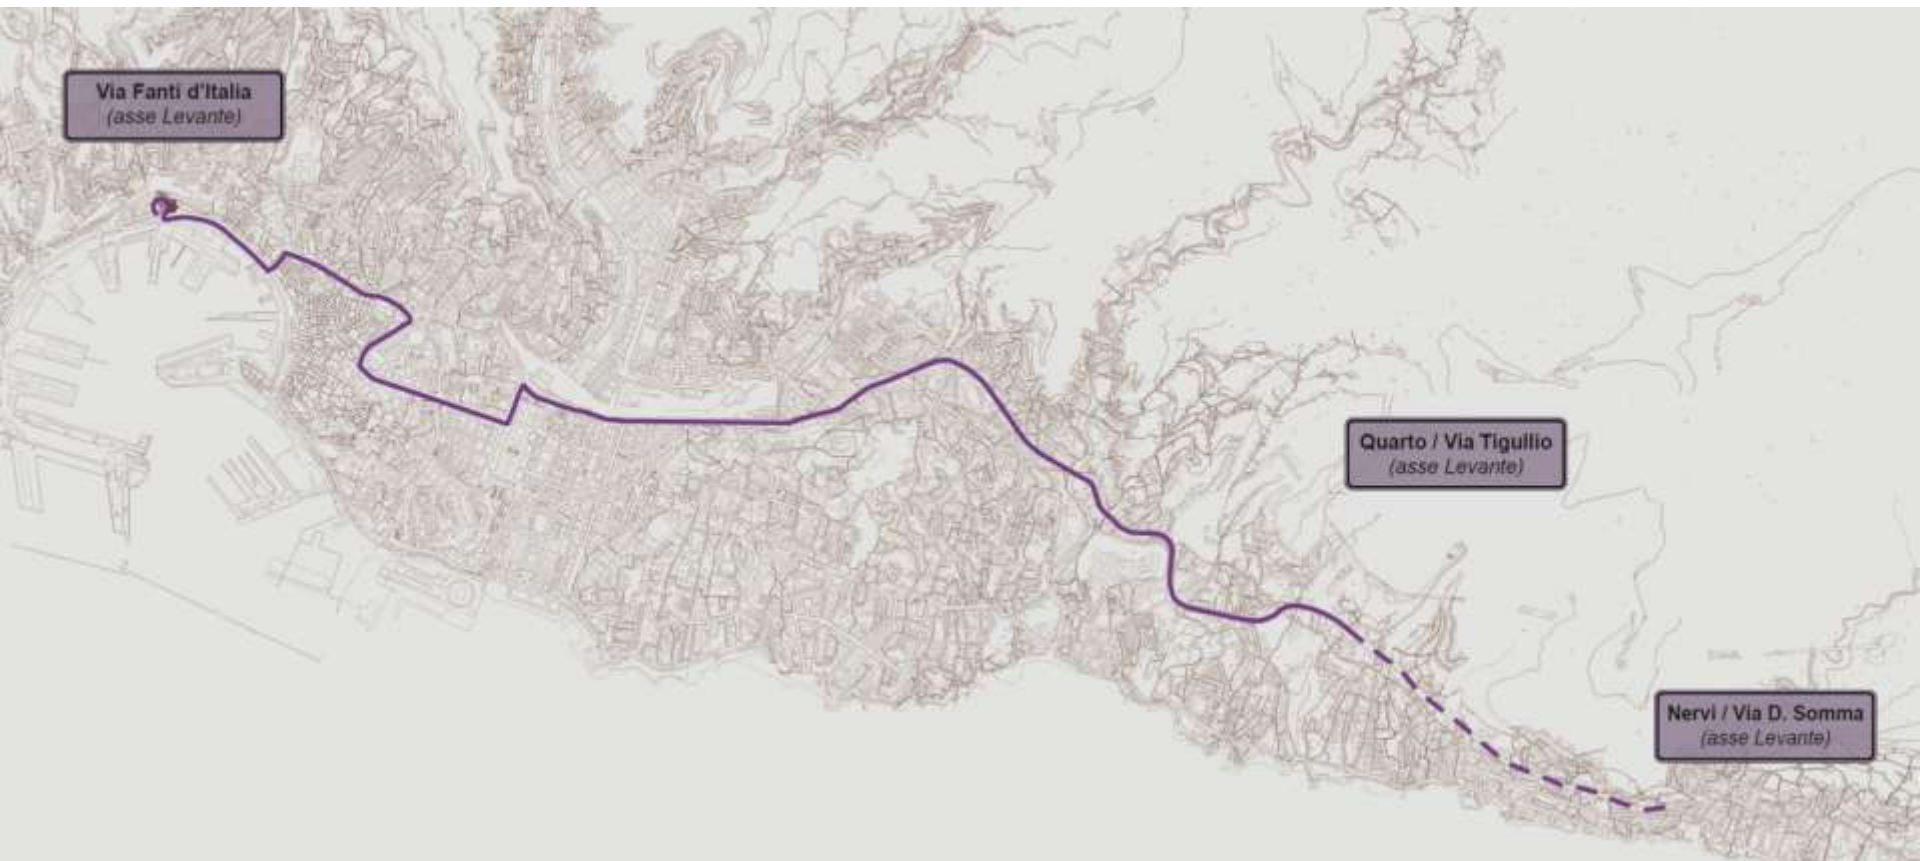 Via Fanti d'Italia
(asse Levante)
Quarto / Via Tigullio
(asse Levante)
Nervi / Via D. Somma
(asse Levante)